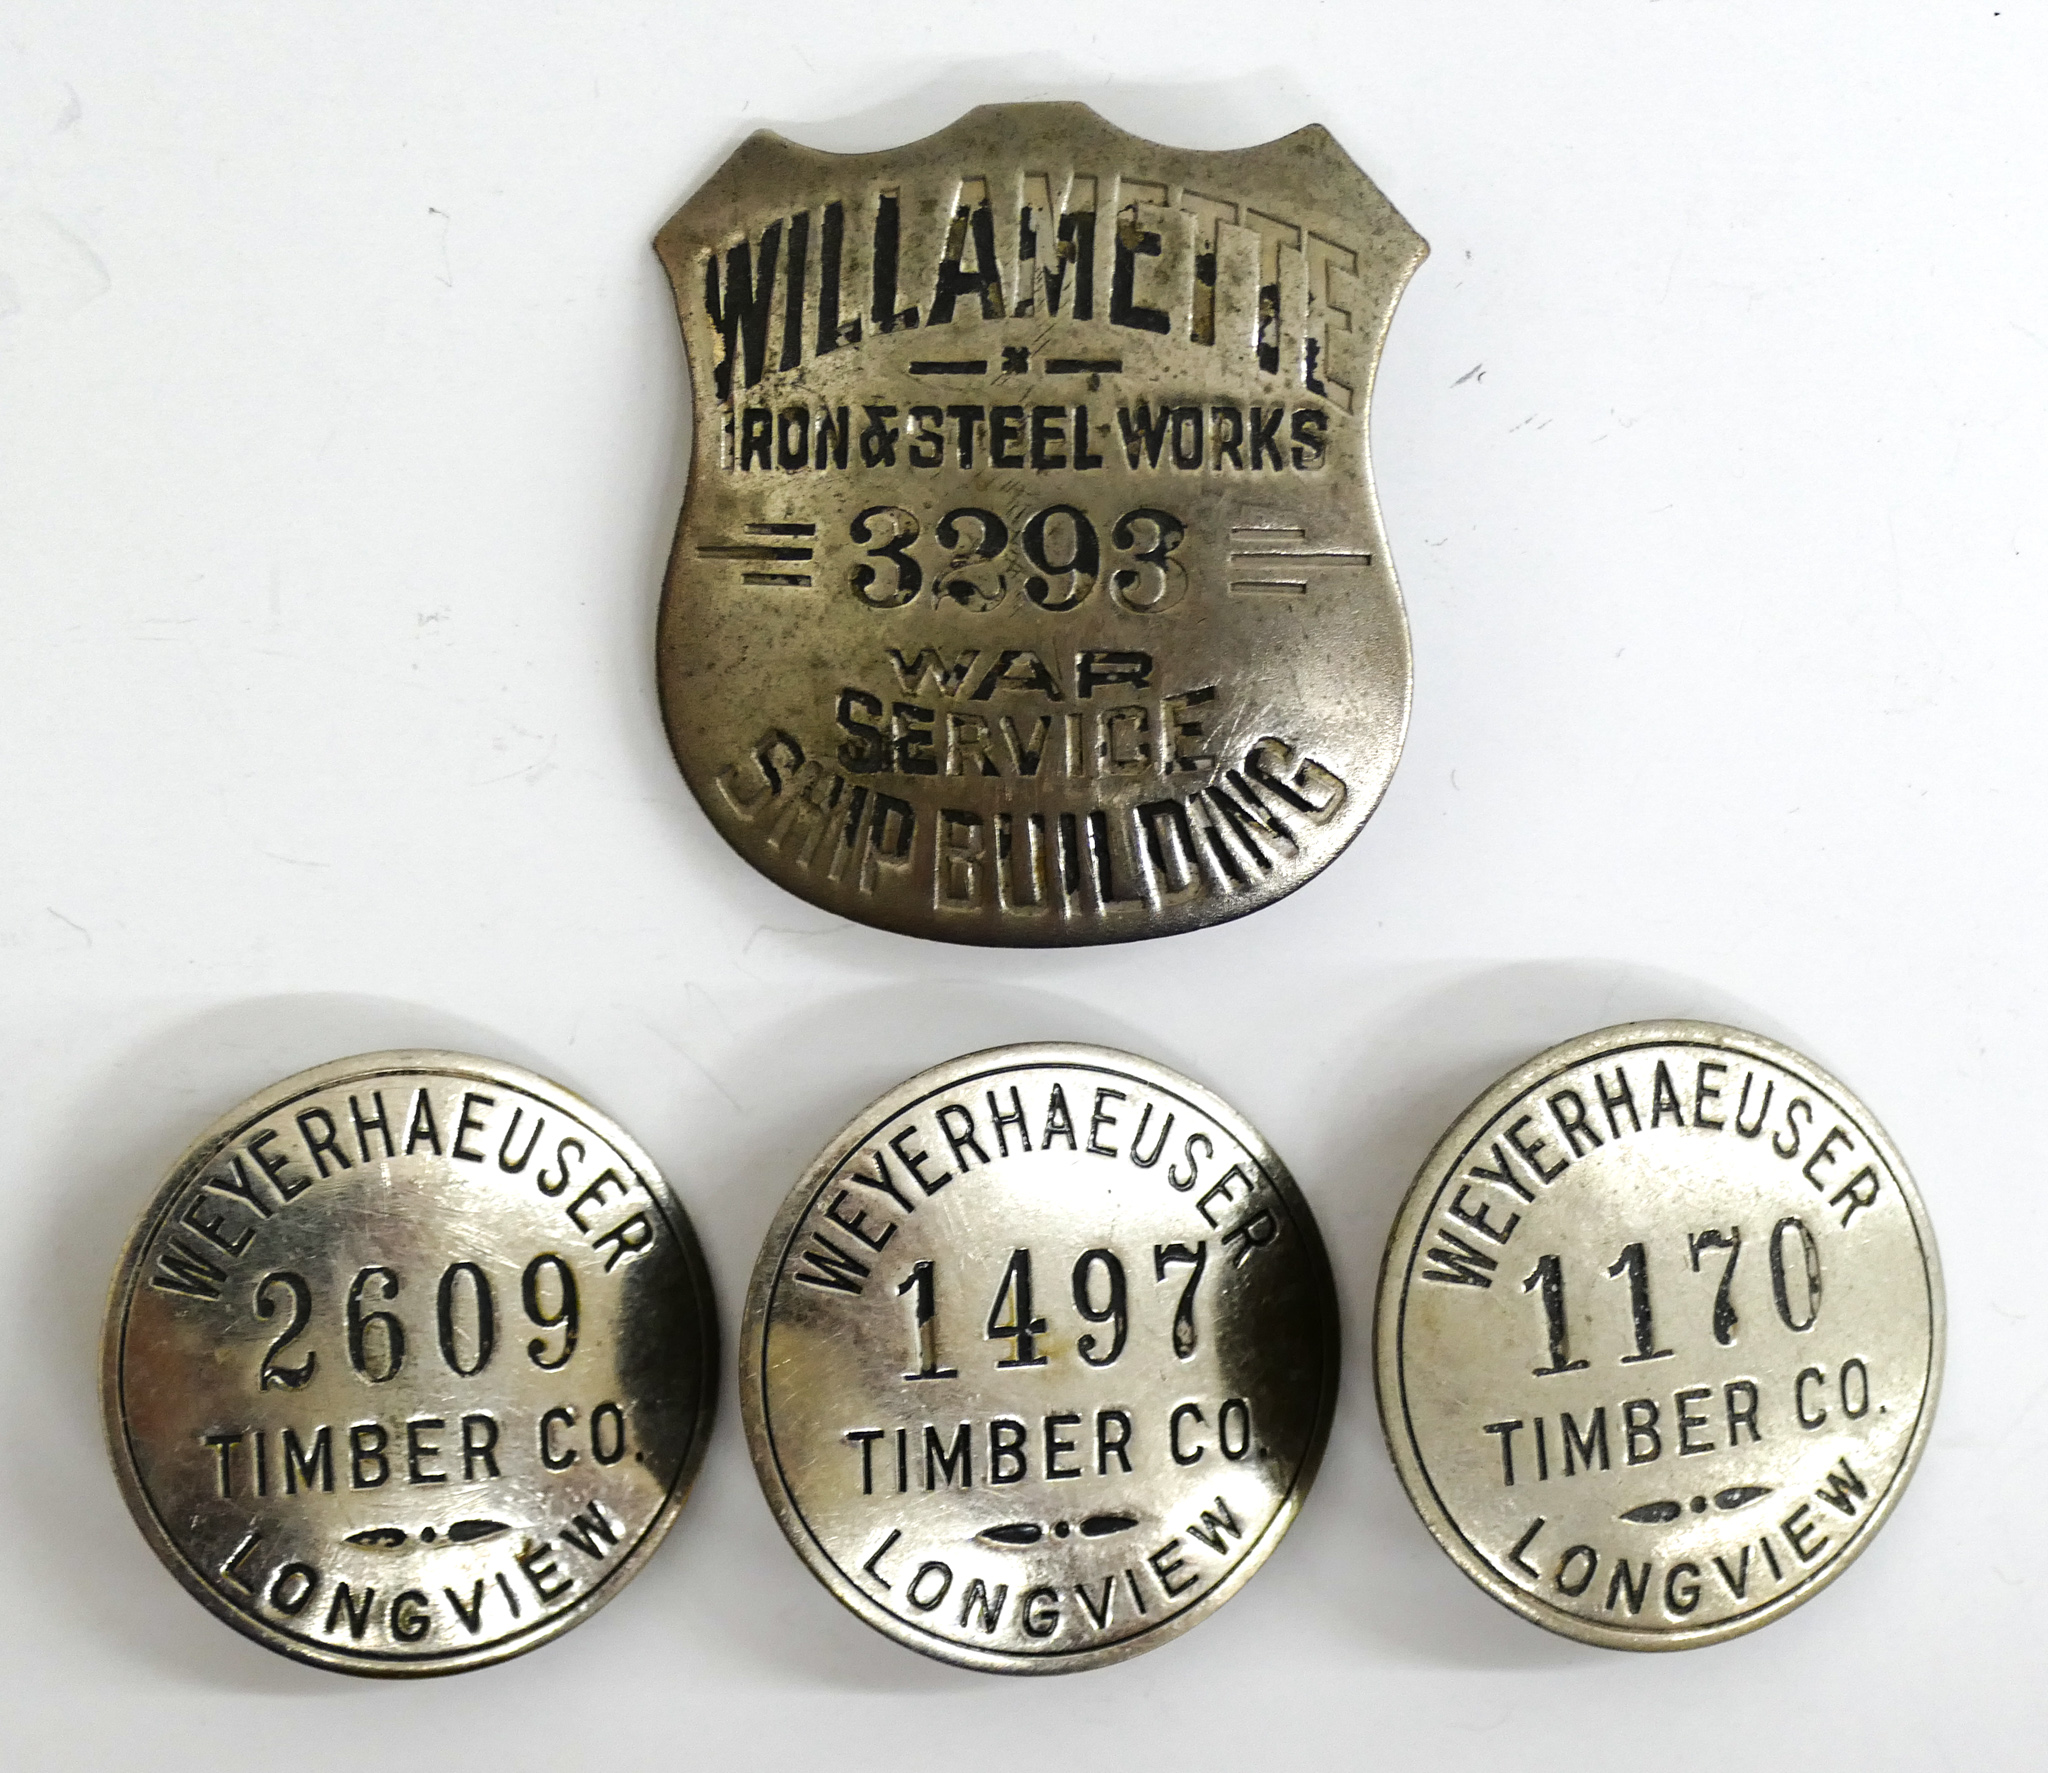 WILLAMETTE
IRON & STEEL WORKS
3293
WAR
SERVICE
SHIP BUILDING
WEYERHAEUSER
2609
TIMBER CO.
LONGVIEW
WEYERHAEUSER
1497
TIMBER CO.
LONGVIEW
WEYERHAEUSER
1170
TIMBER CO.
LONGVIEW